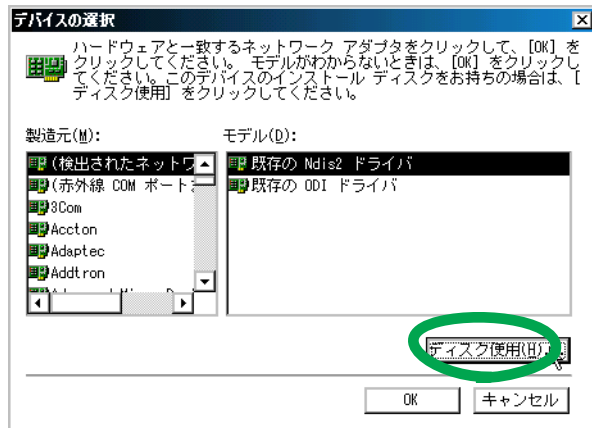 デバイスの選択
ハードウェアと一致するネットワーク アダプタをクリックして、[OK] を
クリックしてください。 モデルがわからないときは、[OK] をクリックし
てください。このデバイスのインストール ディスクをお持ちの場合は、[
ディスク使用] をクリックしてください。
製造元(M):
モデル(D):
(検出されたネットワ
(赤外線 COM ポート
3Com
Accton
Adaptec
Addtron
既存の Ndis2 ドライバ
既存の ODI ドライバ
ディスク使用(H)...
OK
キャンセル